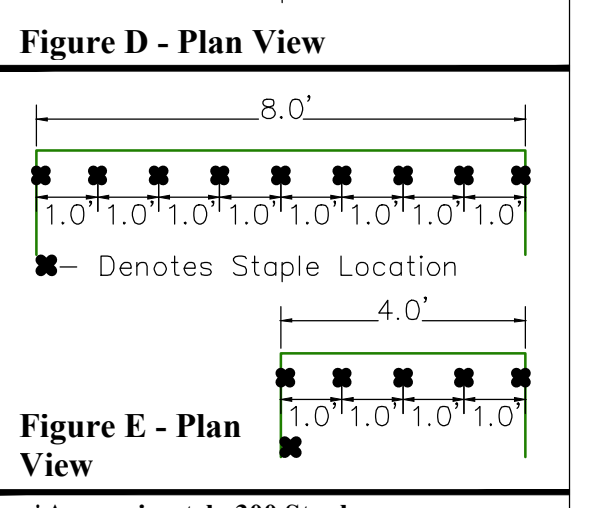 Figure D - Plan View
8.0'
1.0' 1.0' 1.0' 1.0' 1.0' 1.0' 1.0' 1.0'
- Denotes Staple Location
4.0'
1.0' 1.0' 1.0' 1.0'
Figure E - Plan
View